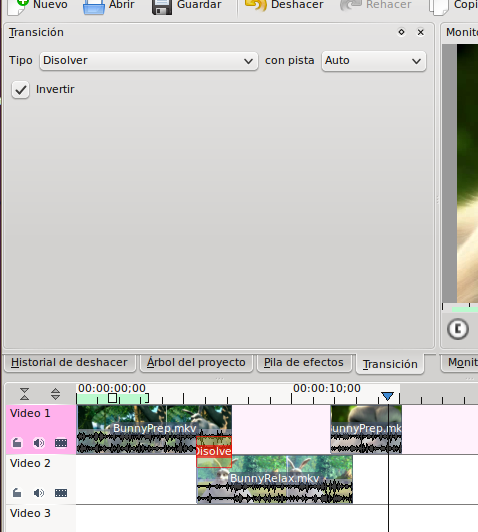 Nuevo Abrir Guardar Deshacer Rehacer Copi
Transición Monito
Tipo Disolver con pista Auto
Invertir
Historial de deshacer Árbol del proyecto Pila de efectos Transición Monit
00:00:00;00 00:00:10;00
Video 1
BunnyPrep.mkv unnyPrep.mk
Disolve
Video 2
BunnyRelax.mkv
Video 3